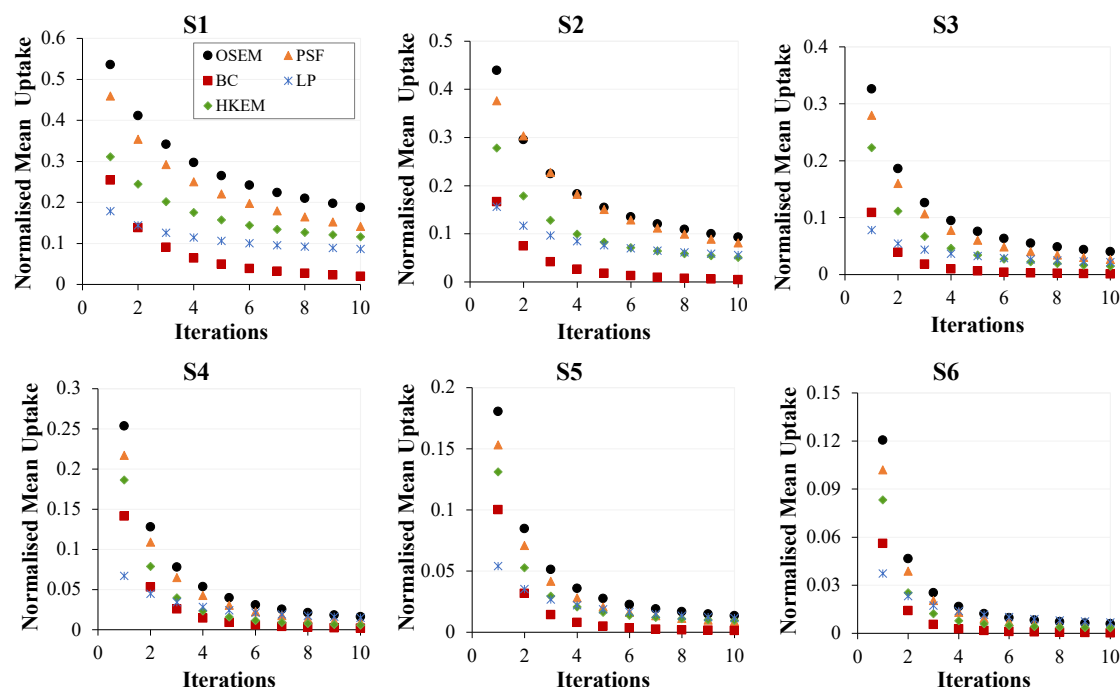 S1
Normalised Mean Uptake
0.6
0.5
0.4
0.3
0.2
0.1
0
OSEM PSF
BC LP
HKEM
0 2 4 6 8 10
Iterations
S2
Normalised Mean Uptake
0.5
0.4
0.3
0.2
0.1
0
0 2 4 6 8 10
Iterations
S3
Normalised Mean Uptake
0.4
0.3
0.2
0.1
0
0 2 4 6 8 10
Iterations
S4
Normalised Mean Uptake
0.3
0.25
0.2
0.15
0.1
0.05
0
0 2 4 6 8 10
Iterations
S5
Normalised Mean Uptake
0.2
0.15
0.1
0.05
0
0 2 4 6 8 10
Iterations
S6
Normalised Mean Uptake
0.15
0.12
0.09
0.06
0.03
0
0 2 4 6 8 10
Iterations